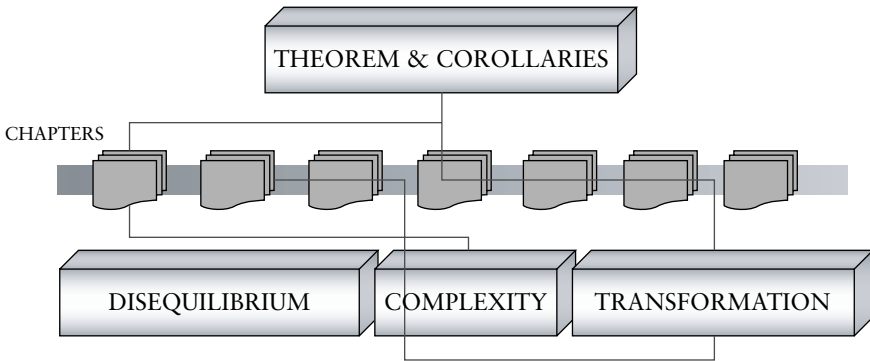 THEOREM & COROLLARIES
CHAPTERS
DISEQUILIBRIUM
COMPLEXITY
TRANSFORMATION